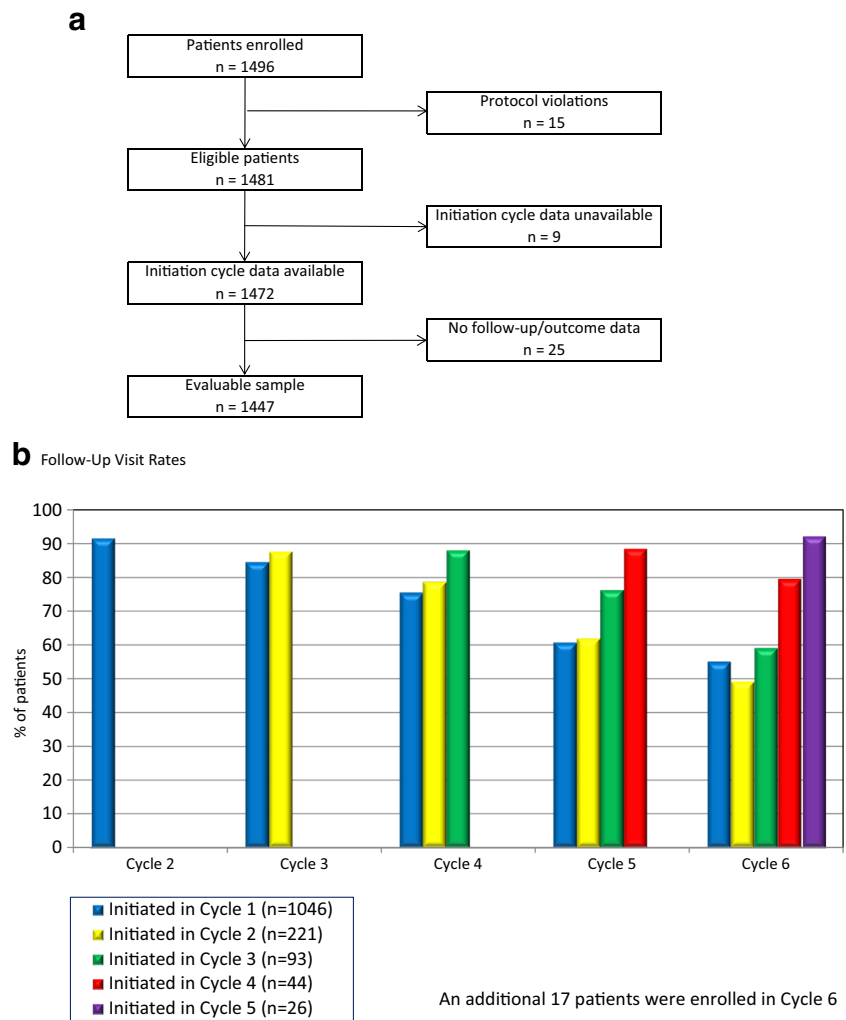 a
Patients enrolled
n = 1496
Protocol violations
n = 15
Eligible patients
n = 1481
Initiation cycle data unavailable
n = 9
Initiation cycle data available
n = 1472
No follow-up/outcome data
n = 25
Evaluable sample
n = 1447
b Follow-Up Visit Rates
% of patients
100
90
80
70
60
50
40
30
20
10
0
Cycle 2 Cycle 3 Cycle 4 Cycle 5 Cycle 6
Initiated in Cycle 1 (n=1046)
Initiated in Cycle 2 (n=221)
Initiated in Cycle 3 (n=93)
Initiated in Cycle 4 (n=44)
Initiated in Cycle 5 (n=26)
An additional 17 patients were enrolled in Cycle 6